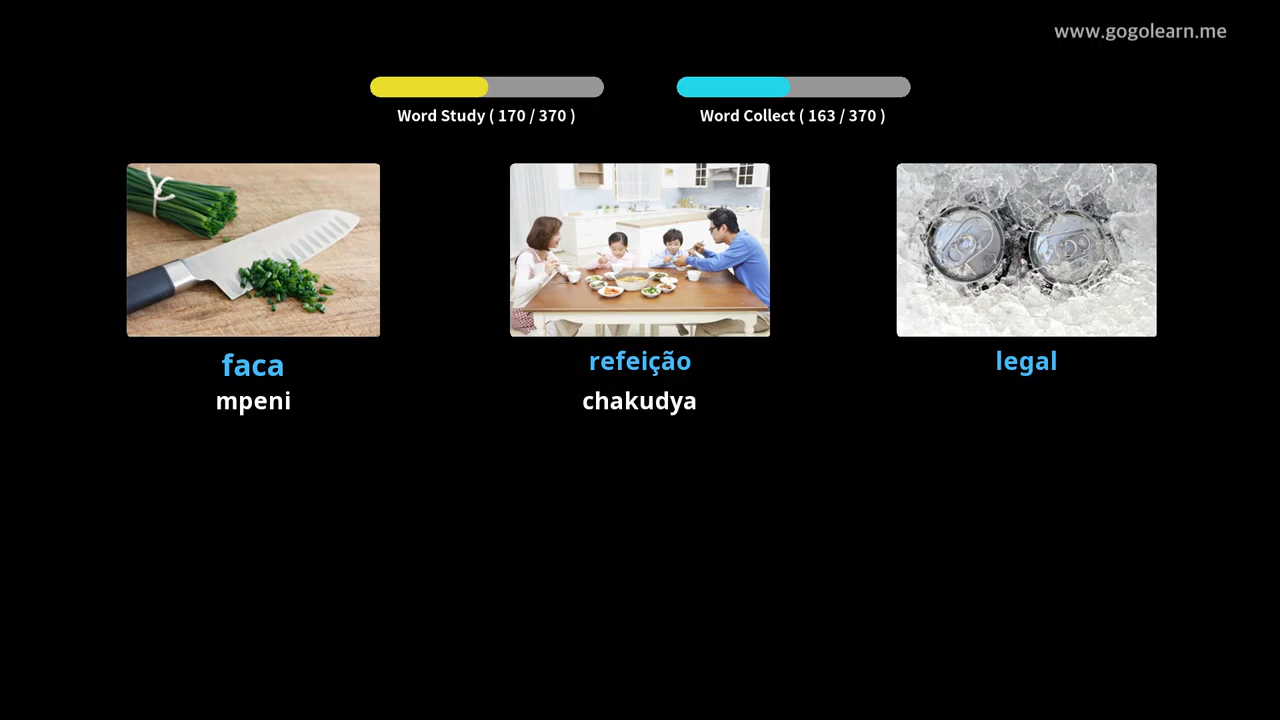 www.gogolearn.me
Word Study ( 170 / 370 )
Word Collect ( 163 / 370 )
faca
refeição
legal
mpeni
chakudya